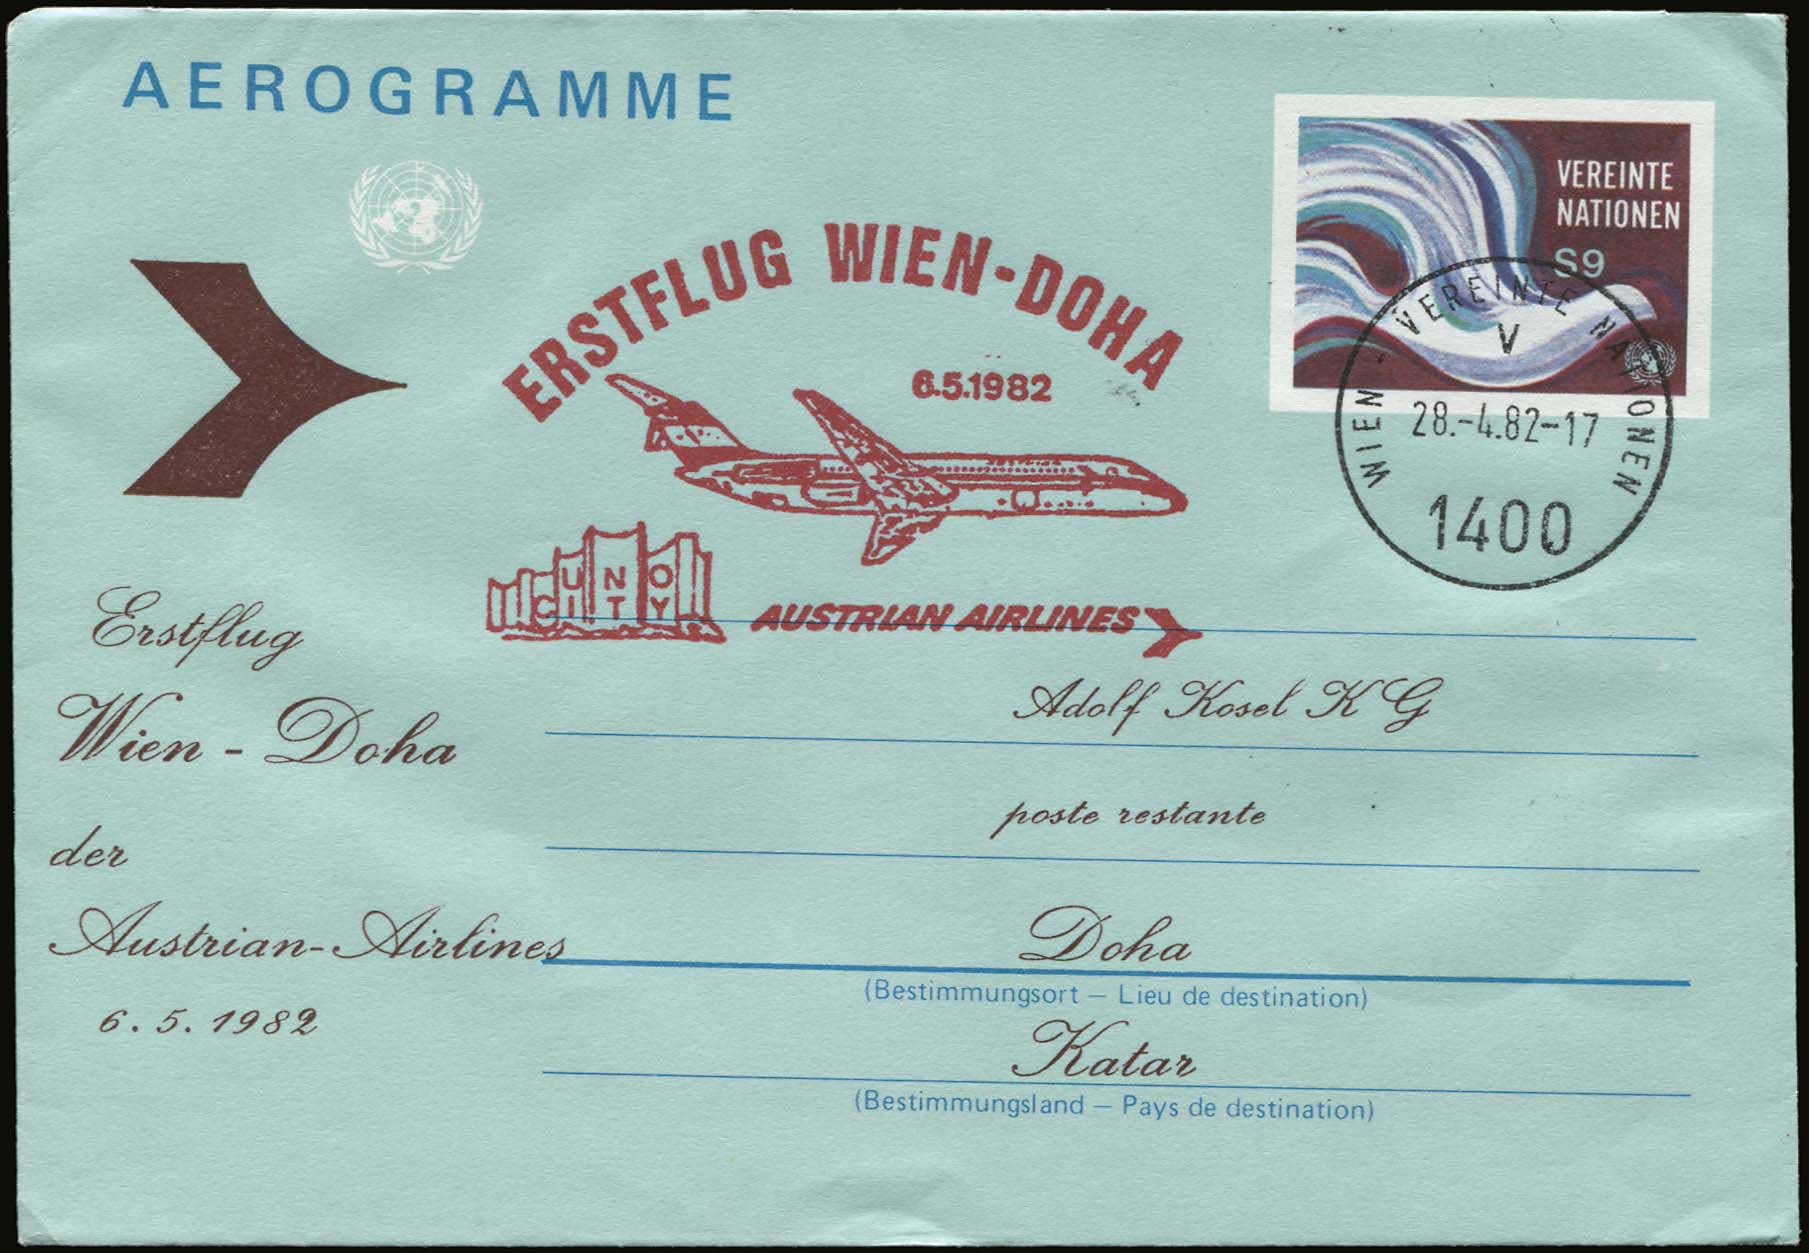 AEROGRAMME
VEREINTE
NATIONEN
S9
ERSTFLUG WIEN-DOHA
6.5.1982
WIEN - VEREINTE NATIONEN
V
28.-4.82-17
1400
UNO
CITY
AUSTRIAN AIRLINES
Erstflug
Wien - Doha
der
Austrian-Airlines
6. 5. 1982
Adolf Kosel K G
poste restante
Doha
(Bestimmungsort – Lieu de destination)
Katar
(Bestimmungsland – Pays de destination)